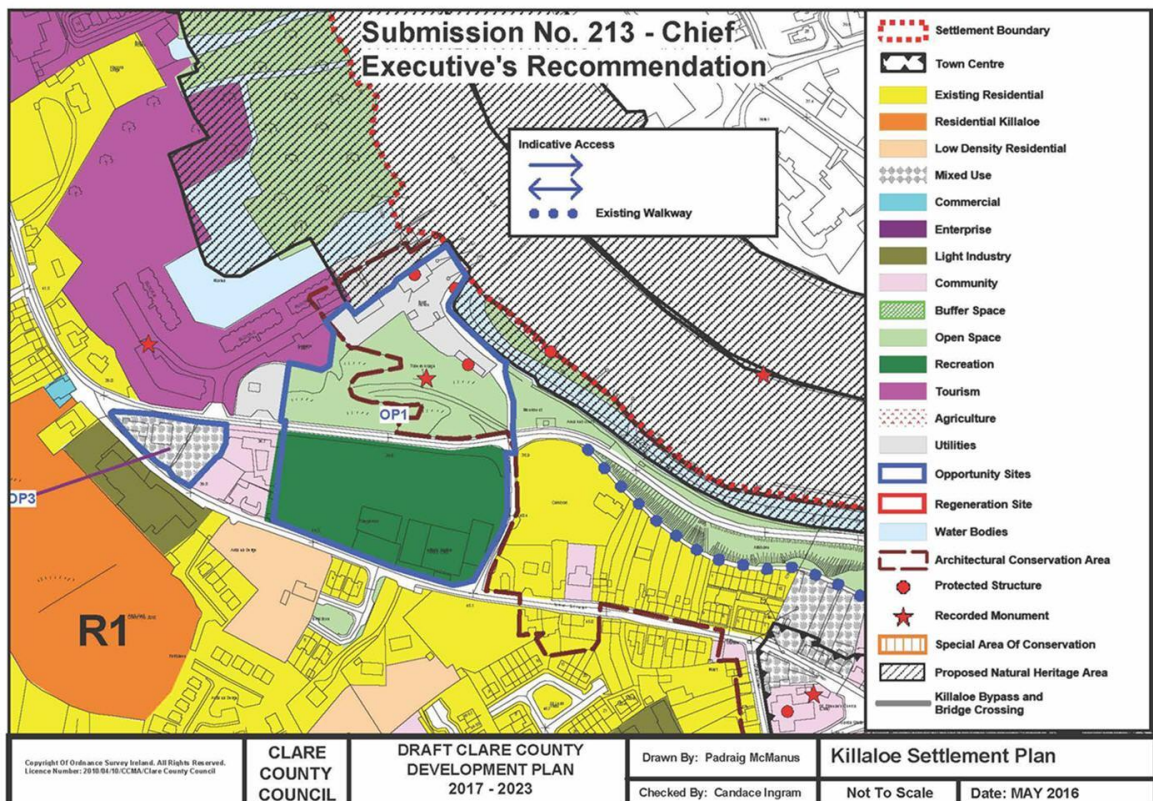 Submission No. 213 - Chief
Executive's Recommendation
Indicative Access
Existing Walkway
OP1
OP3
R1
Settlement Boundary
Town Centre
Existing Residential
Residential Killaloe
Low Density Residential
Mixed Use
Commercial
Enterprise
Light Industry
Community
Buffer Space
Open Space
Recreation
Tourism
Agriculture
Utilities
Opportunity Sites
Regeneration Site
Water Bodies
Architectural Conservation Area
Protected Structure
Recorded Monument
Special Area Of Conservation
Proposed Natural Heritage Area
Killaloe Bypass and
Bridge Crossing
Copyright Of Ordnance Survey Ireland. All Rights Reserved.
Licence Number: 2010/04/10/CCMA/Clare County Council
CLARE
COUNTY
COUNCIL
DRAFT CLARE COUNTY
DEVELOPMENT PLAN
2017 - 2023
Drawn By: Padraig McManus
Checked By: Candace Ingram
Killaloe Settlement Plan
Not To Scale
Date: MAY 2016